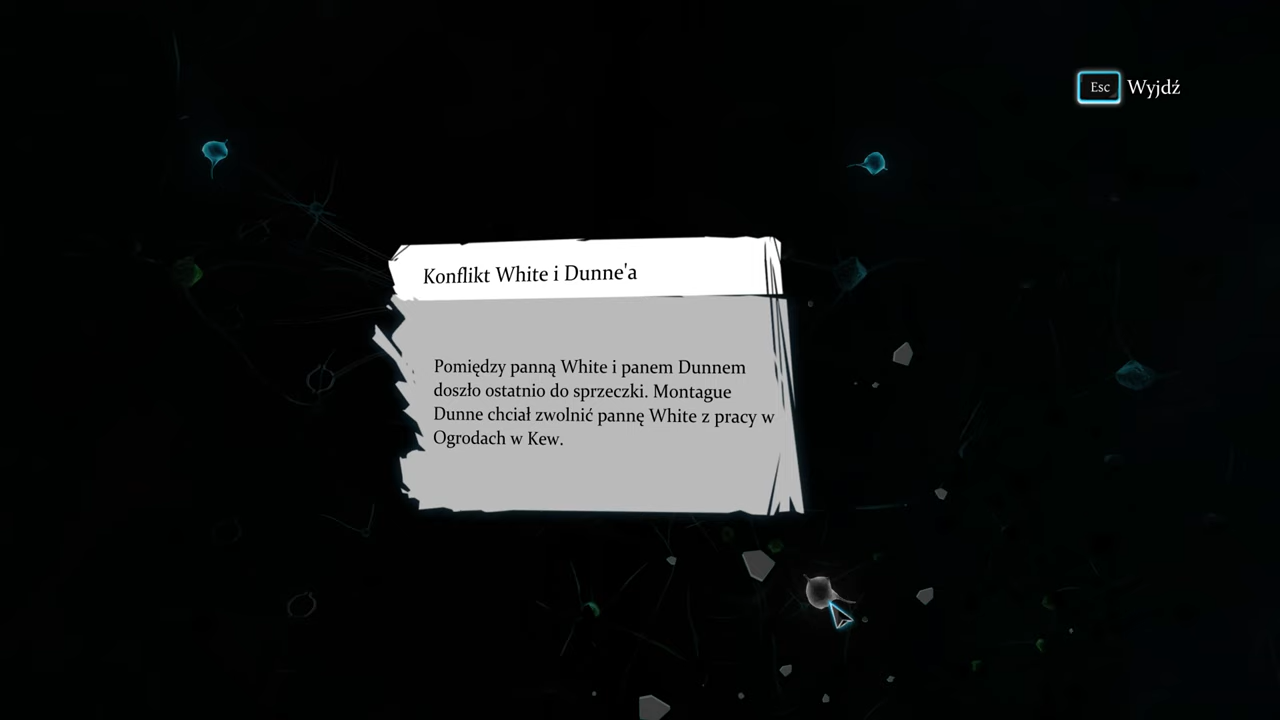 Esc Wyjdź
Konflikt White i Dunne'a
Pomiędzy panną White i panem Dunnem
doszło ostatnio do sprzeczki. Montague
Dunne chciał zwolnić pannę White z pracy w
Ogrodach w Kew.